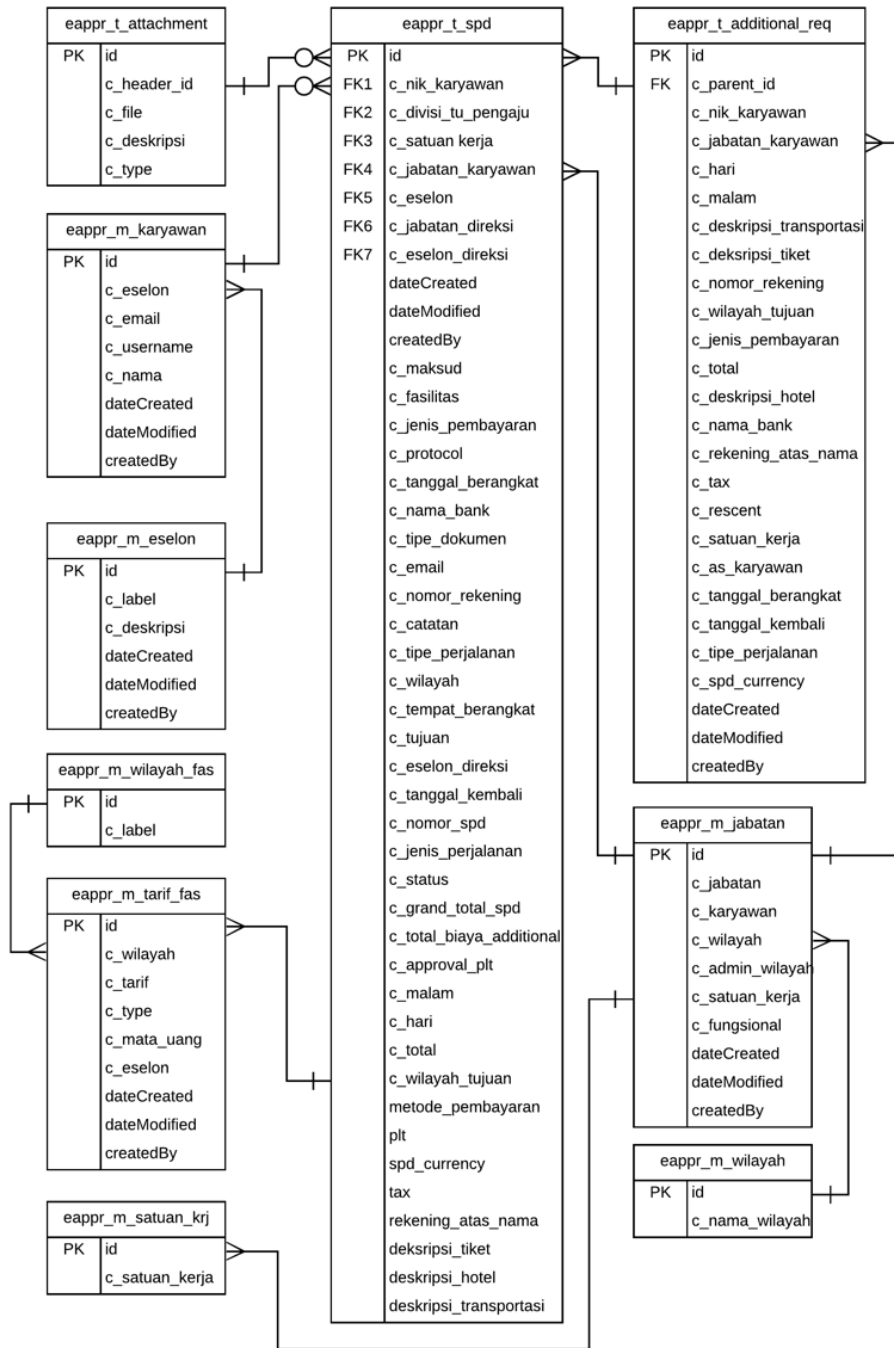 eappr_t_attachment
PK id
c_header_id
c_file
c_deskripsi
c_type
eappr_m_karyawan
PK id
c_eselon
c_email
c_username
c_nama
dateCreated
dateModified
createdBy
eappr_m_eselon
PK id
c_label
c_deskripsi
dateCreated
dateModified
createdBy
eappr_m_wilayah_fas
PK id
c_label
eappr_m_tarif_fas
PK id
c_wilayah
c_tarif
c_type
c_mata_uang
c_eselon
dateCreated
dateModified
createdBy
eappr_m_satuan_krj
PK id
c_satuan_kerja
eappr_t_spd
PK id
FK1 c_nik_karyawan
FK2 c_divisi_tu_pengaju
FK3 c_satuan kerja
FK4 c_jabatan_karyawan
FK5 c_eselon
FK6 c_jabatan_direksi
FK7 c_eselon_direksi
dateCreated
dateModified
createdBy
c_maksud
c_fasilitas
c_jenis_pembayaran
c_protocol
c_tanggal_berangkat
c_nama_bank
c_tipe_dokumen
c_email
c_nomor_rekening
c_catatan
c_tipe_perjalanan
c_wilayah
c_tempat_berangkat
c_tujuan
c_eselon_direksi
c_tanggal_kembali
c_nomor_spd
c_jenis_perjalanan
c_status
c_grand_total_spd
c_total_biaya_additional
c_approval_plt
c_malam
c_hari
c_total
c_wilayah_tujuan
metode_pembayaran
plt
spd_currency
tax
rekening_atas_nama
deksripsi_tiket
deskripsi_hotel
deskripsi_transportasi
eappr_t_additional_req
PK id
FK c_parent_id
c_nik_karyawan
c_jabatan_karyawan
c_hari
c_malam
c_deskripsi_transportasi
c_deksripsi_tiket
c_nomor_rekening
c_wilayah_tujuan
c_jenis_pembayaran
c_total
c_deskripsi_hotel
c_nama_bank
c_rekening_atas_nama
c_tax
c_rescent
c_satuan_kerja
c_as_karyawan
c_tanggal_berangkat
c_tanggal_kembali
c_tipe_perjalanan
c_spd_currency
dateCreated
dateModified
createdBy
eappr_m_jabatan
PK id
c_jabatan
c_karyawan
c_wilayah
c_admin_wilayah
c_satuan_kerja
c_fungsional
dateCreated
dateModified
createdBy
eappr_m_wilayah
PK id
c_nama_wilayah